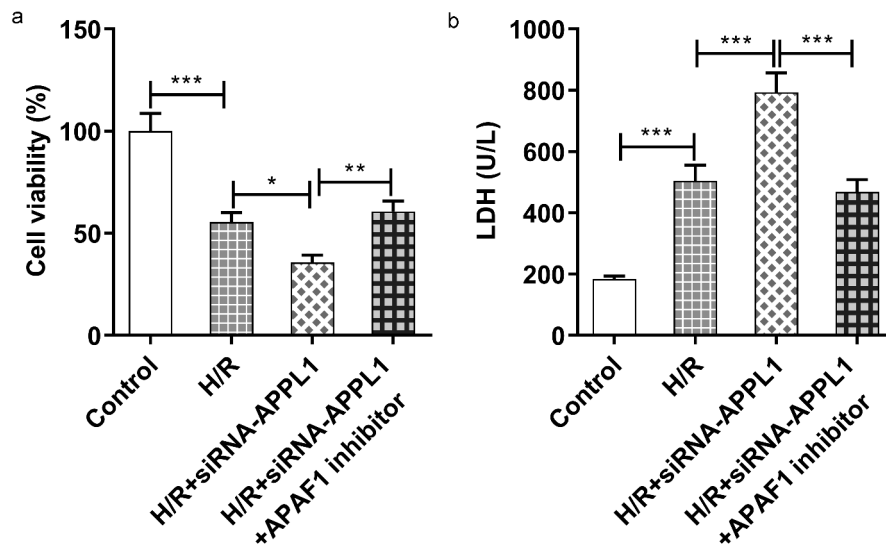 a
Cell viability (%)
150
100
50
0
***
*
**
Control
H/R
H/R+siRNA-APPL1
H/R+siRNA-APPL1
+APAF1 inhibitor
b
LDH (U/L)
1000
800
600
400
200
0
***
***
***
Control
H/R
H/R+siRNA-APPL1
H/R+siRNA-APPL1
+APAF1 inhibitor